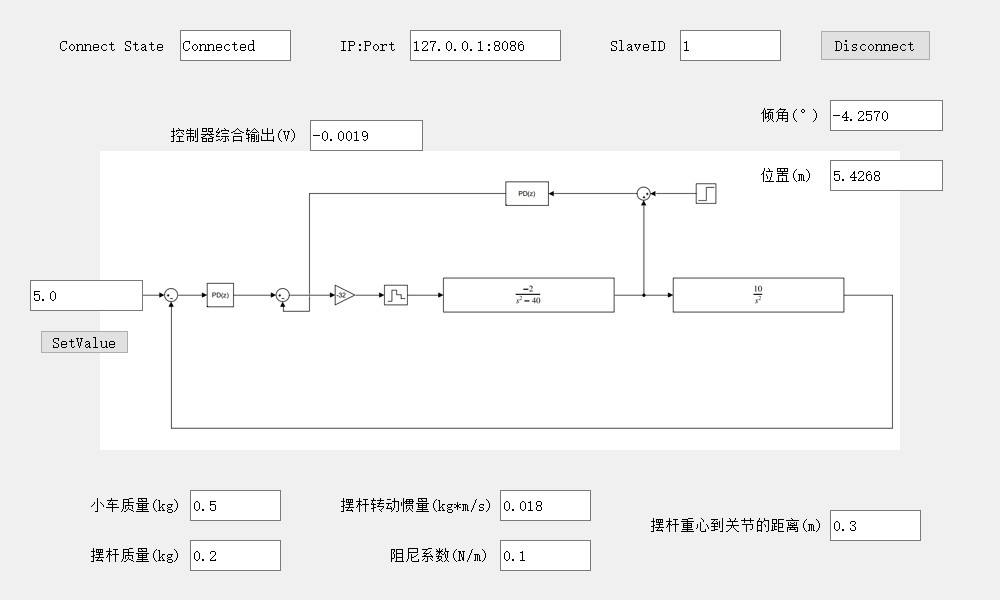 Connect State Connected IP:Port 127.0.0.1:8086 SlaveID 1 Disconnect
倾角(°) -4.2570
控制器综合输出(V) -0.0019
位置(m) 5.4268
PD(z)
5.0 PD(z) -32 −2 / s² − 40 10 / s²
SetValue
小车质量(kg) 0.5 摆杆转动惯量(kg*m/s) 0.018
摆杆重心到关节的距离(m) 0.3
摆杆质量(kg) 0.2 阻尼系数(N/m) 0.1